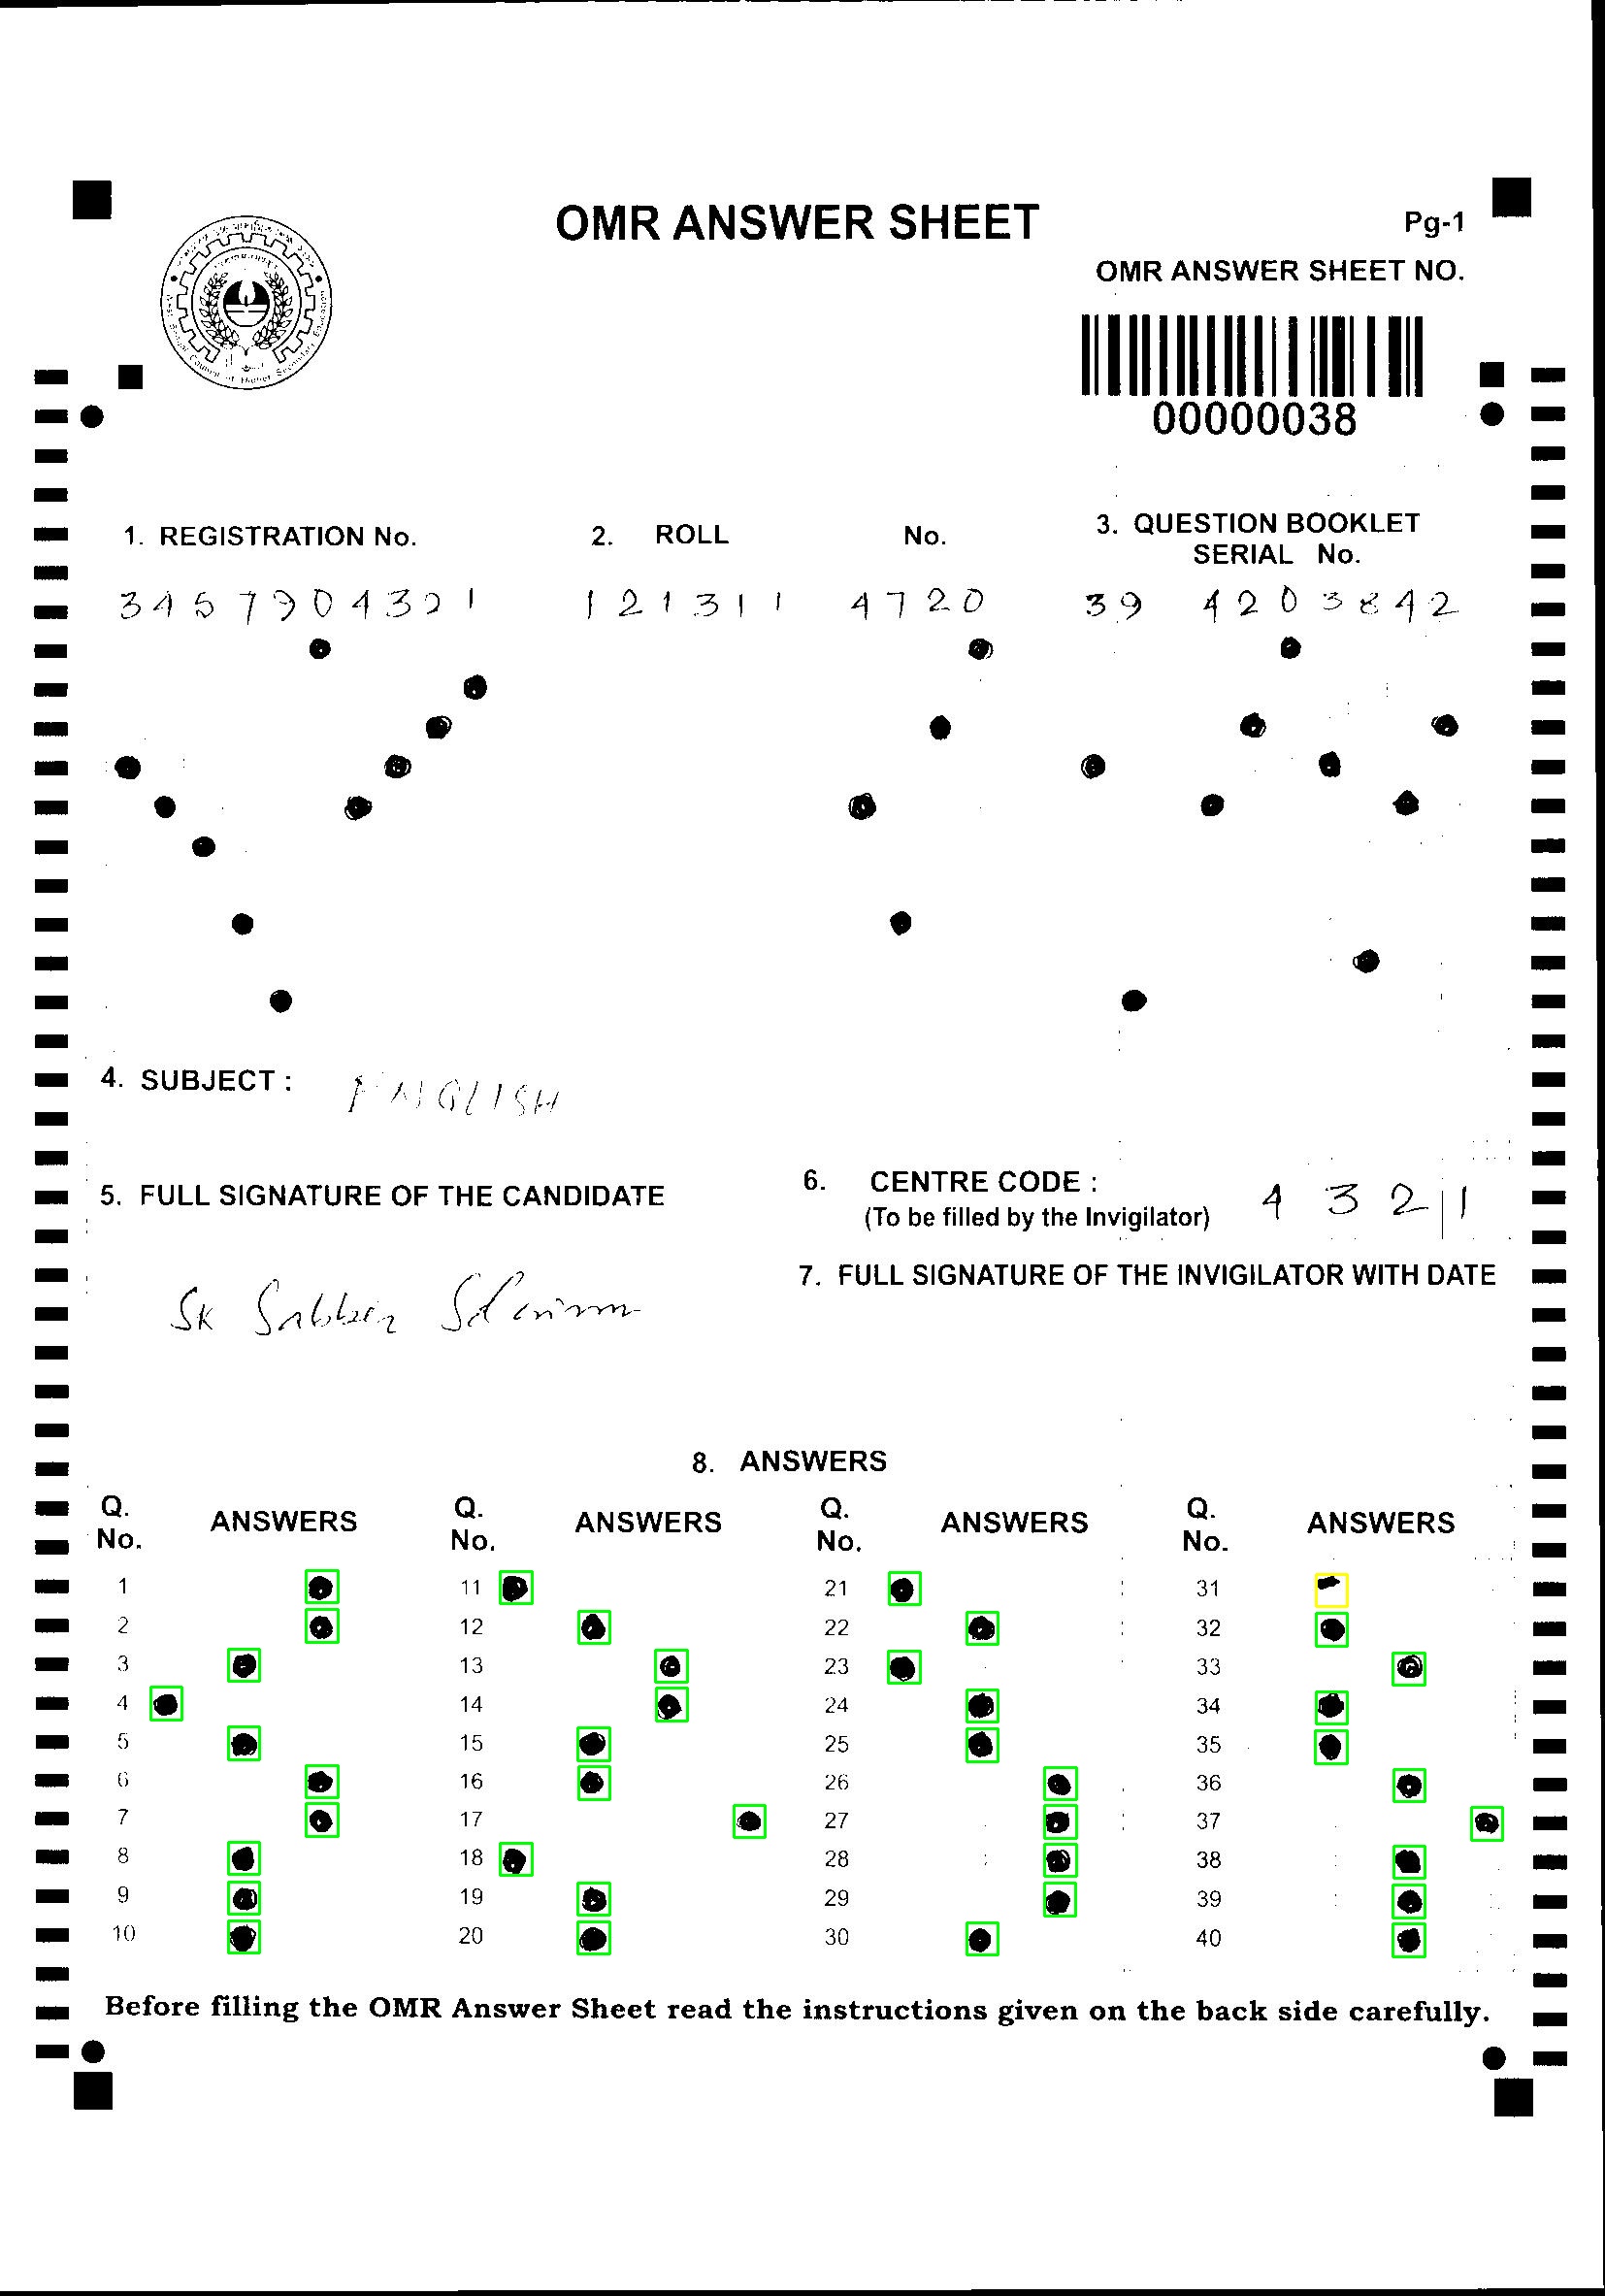 OMR ANSWER SHEET
Pg-1
OMR ANSWER SHEET NO.
00000038
1. REGISTRATION No.
2. ROLL No.
3. QUESTION BOOKLET
SERIAL No.
3457904321
121311 4720
39 4203842
4. SUBJECT : ENGLISH
5. FULL SIGNATURE OF THE CANDIDATE
6. CENTRE CODE : 4321
(To be filled by the Invigilator)
7. FULL SIGNATURE OF THE INVIGILATOR WITH DATE
SK Sabbir
8. ANSWERS
Q. No. ANSWERS Q. No. ANSWERS Q. No. ANSWERS Q. No. ANSWERS
1 11 21 31
2 12 22 32
3 13 23 33
4 14 24 34
5 15 25 35
6 16 26 36
7 17 27 37
8 18 28 38
9 19 29 39
10 20 30 40
Before filling the OMR Answer Sheet read the instructions given on the back side carefully.